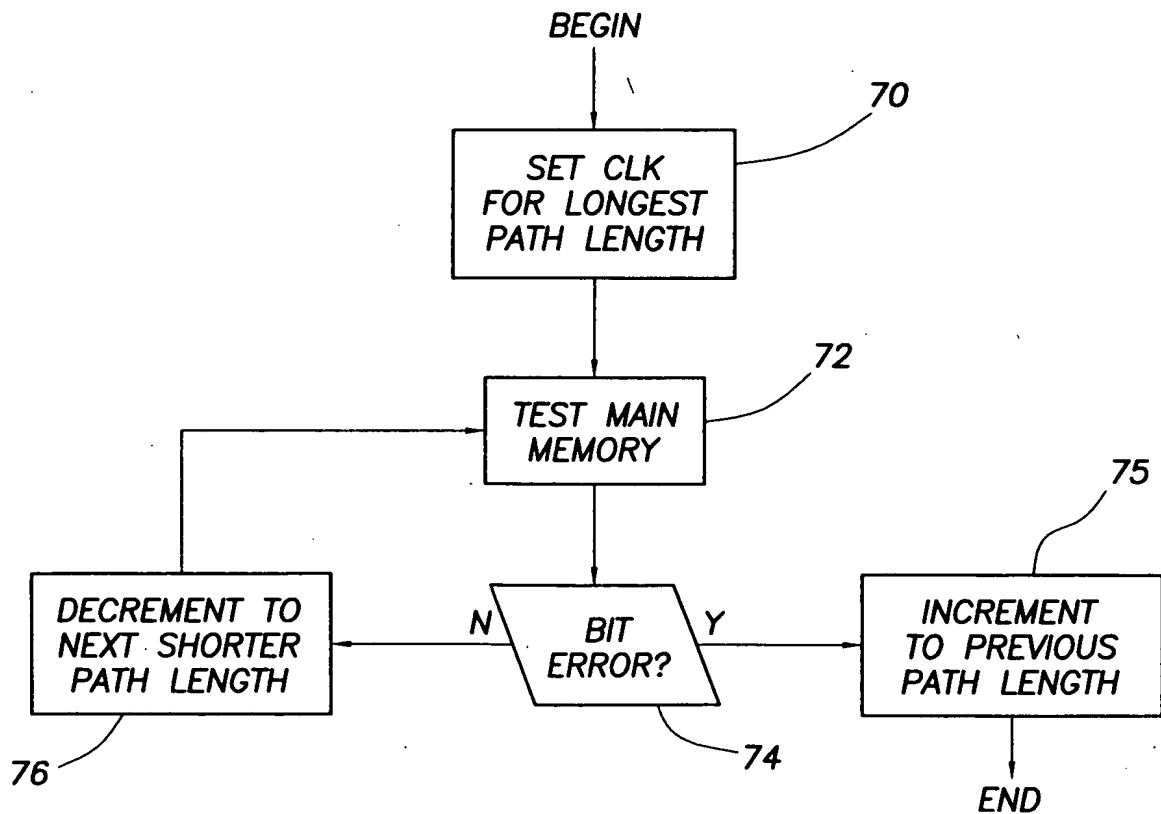 BEGIN
70
SET CLK
FOR LONGEST
PATH LENGTH
72
TEST MAIN
MEMORY
75
DECREMENT TO
NEXT SHORTER
PATH LENGTH
N
BIT
ERROR?
Y
INCREMENT
TO PREVIOUS
PATH LENGTH
76
74
END